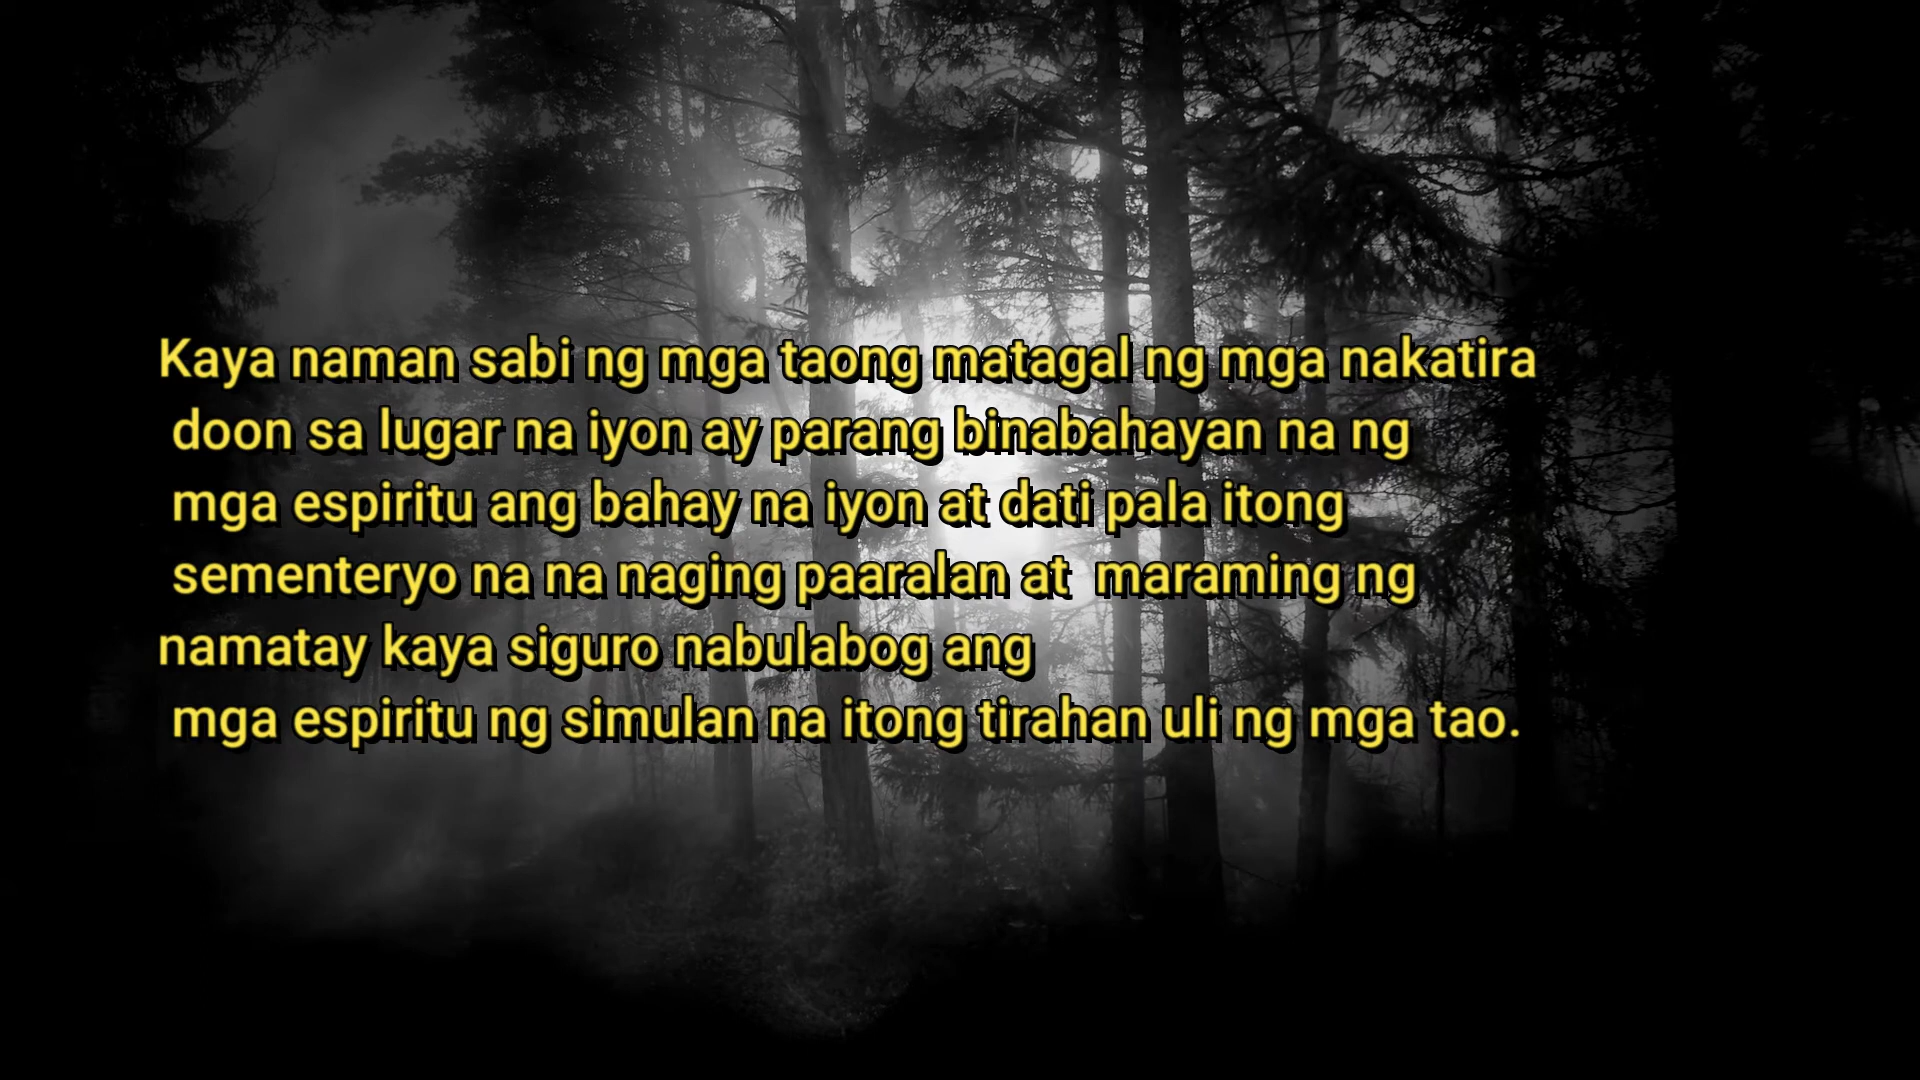 Kaya naman sabi ng mga taong matagal ng mga nakatira
doon sa lugar na iyon ay parang binabahayan na ng
mga espiritu ang bahay na iyon at dati pala itong
sementeryo na na naging paaralan at  maraming ng
namatay kaya siguro nabulabog ang
mga espiritu ng simulan na itong tirahan uli ng mga tao.